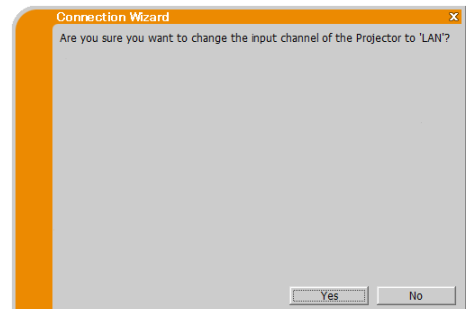 Connection Wizard
x
Are you sure you want to change the input channel of the Projector to 'LAN'?
Yes No